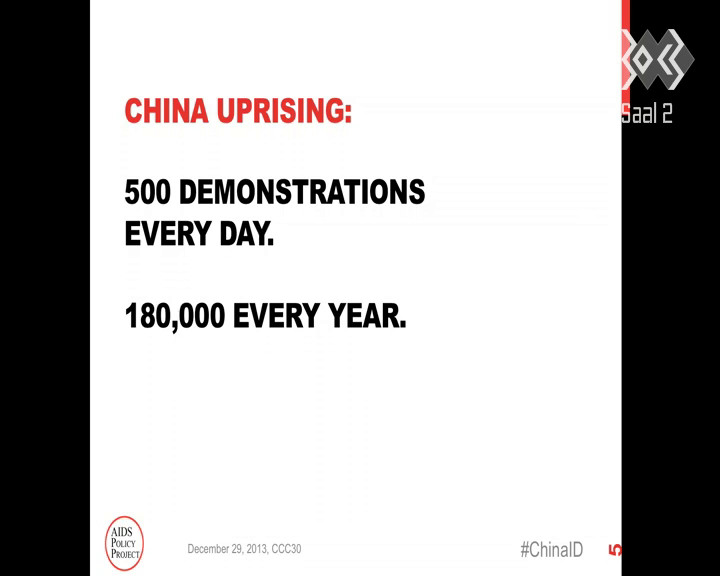 CHINA UPRISING:
500 DEMONSTRATIONS
EVERY DAY.
180,000 EVERY YEAR.
Saal 2
AIDS
POLICY
PROJECT
December 29, 2013, CCC30
#ChinaID
5